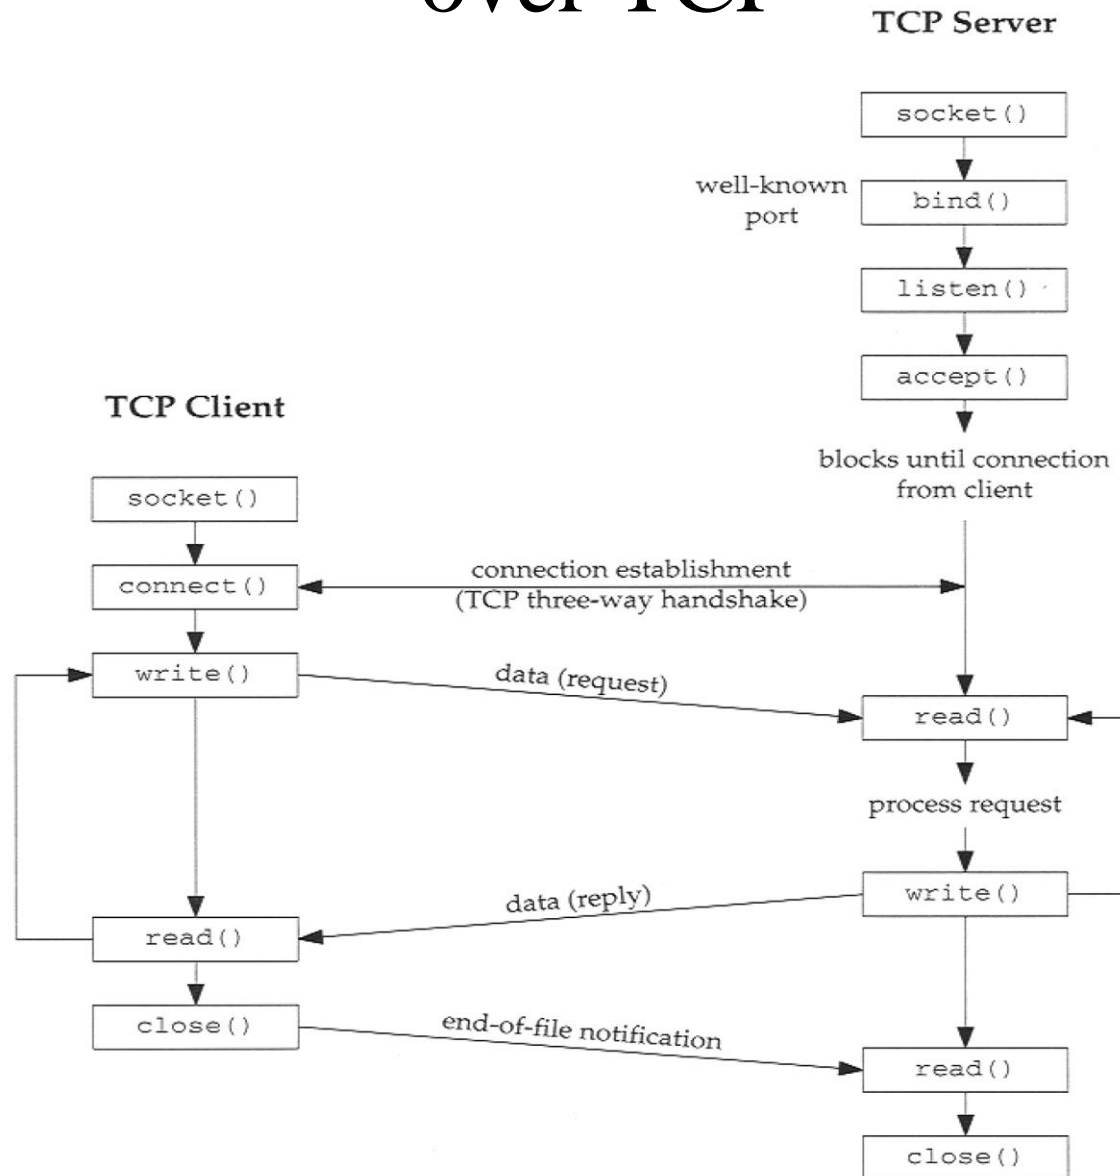 over TCP
TCP Server
socket()
well-known
port
bind()
listen()
accept()
TCP Client
blocks until connection
from client
socket()
connection establishment
(TCP three-way handshake)
connect()
write()
data (request)
read()
process request
write()
data (reply)
read()
close()
end-of-file notification
read()
close()